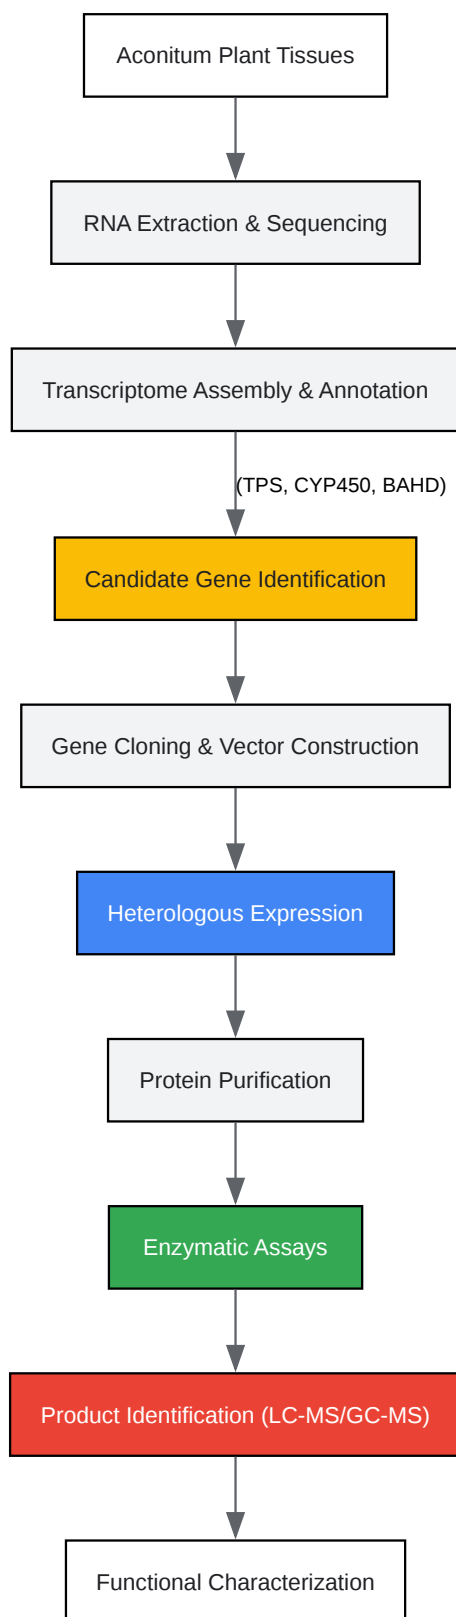 Aconitum Plant Tissues
RNA Extraction & Sequencing
Transcriptome Assembly & Annotation
(TPS, CYP450, BAHD)
Candidate Gene Identification
Gene Cloning & Vector Construction
Heterologous Expression
Protein Purification
Enzymatic Assays
Product Identification (LC-MS/GC-MS)
Functional Characterization